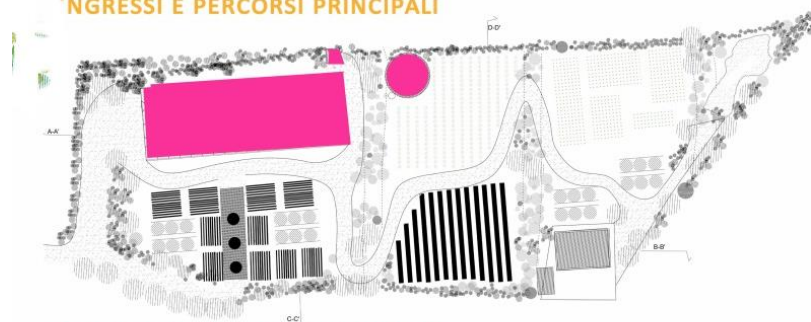 NGRESSI E PERCORSI PRINCIPALI
D-D'
A-A'
B-B'
C-C'